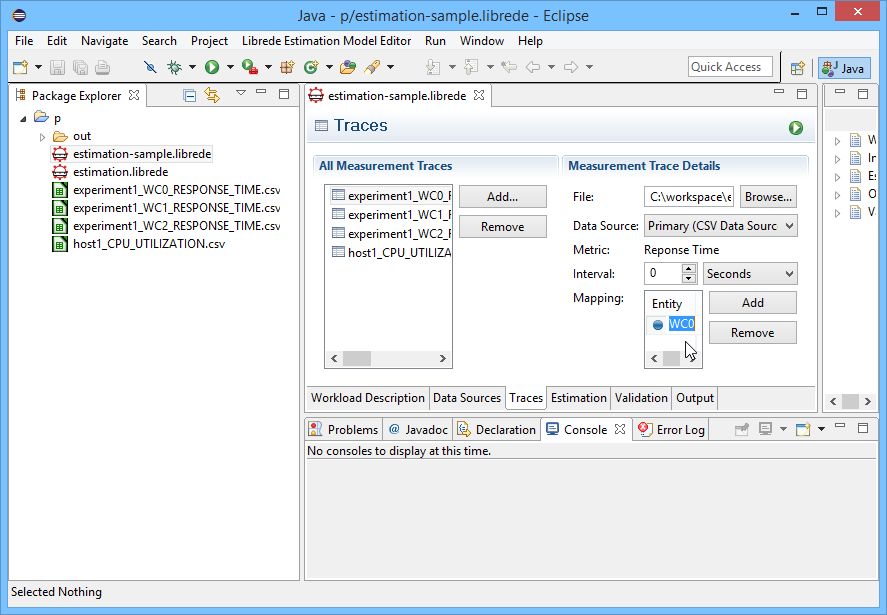 Java - p/estimation-sample.librede - Eclipse
File Edit Navigate Search Project Librede Estimation Model Editor Run Window Help
Quick Access
Java
Package Explorer
p
out
estimation-sample.librede
estimation.librede
experiment1_WC0_RESPONSE_TIME.csv
experiment1_WC1_RESPONSE_TIME.csv
experiment1_WC2_RESPONSE_TIME.csv
host1_CPU_UTILIZATION.csv
estimation-sample.librede
Traces
All Measurement Traces
experiment1_WC0_F
experiment1_WC1_F
experiment1_WC2_F
host1_CPU_UTILIZA
Add...
Remove
Measurement Trace Details
File: C:\workspace\e Browse...
Data Source: Primary (CSV Data Sourc
Metric: Reponse Time
Interval: 0 Seconds
Mapping:
Entity
WC0
Add
Remove
Workload Description Data Sources Traces Estimation Validation Output
W
In
Es
O
Va
Problems Javadoc Declaration Console Error Log
No consoles to display at this time.
Selected Nothing